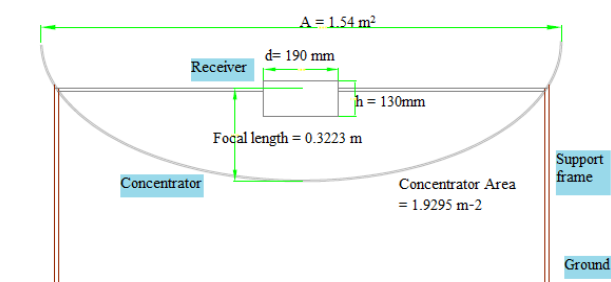 A = 1.54 m²
d= 190 mm
Receiver
h = 130mm
Focal length = 0.3223 m
Support
frame
Concentrator
Concentrator Area
= 1.9295 m-2
Ground